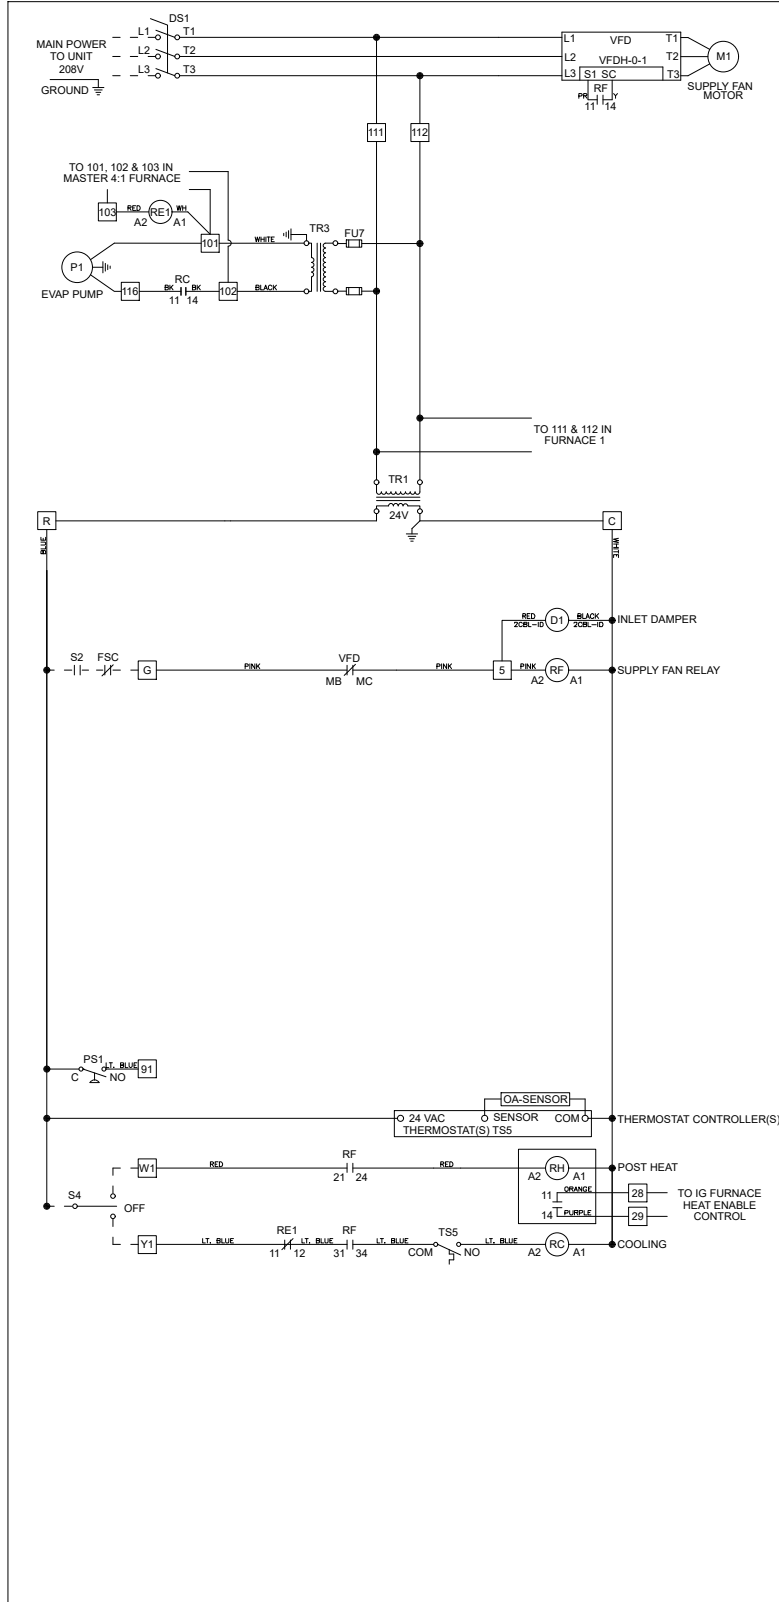 DS1
L1 T1
MAIN POWER
TO UNIT
208V
L2 T2
L3 T3
GROUND
L1 VFD T1
L2 VFDH-0-1 T2
L3 S1 SC T3
M1
SUPPLY FAN
MOTOR
RF
PR Y
11 14
111 112
TO 101, 102 & 103 IN
MASTER 4:1 FURNACE
103 RED RE1 WH
A2 A1
101 WHITE
TR3
FU7
P1
EVAP PUMP
116 BK RC BK 102 BLACK
11 14
TO 111 & 112 IN
FURNACE 1
TR1
24V
R C
BLUE WHITE
RED D1 BLACK INLET DAMPER
2CBL-ID 2CBL-ID
S2 FSC G PINK VFD PINK 5 PINK RF SUPPLY FAN RELAY
MB MC A2 A1
PS1 LT. BLUE 91
C NO
OA-SENSOR
24 VAC SENSOR COM THERMOSTAT CONTROLLER(S)
THERMOSTAT(S) TS5
W1 RED RF RED RH POST HEAT
21 24 A2 A1
S4 OFF
11 ORANGE 28
14 PURPLE 29
TO IG FURNACE
HEAT ENABLE
CONTROL
Y1 LT. BLUE RE1 LT. BLUE RF LT. BLUE TS5 LT. BLUE RC COOLING
11 12 31 34 COM NO A2 A1